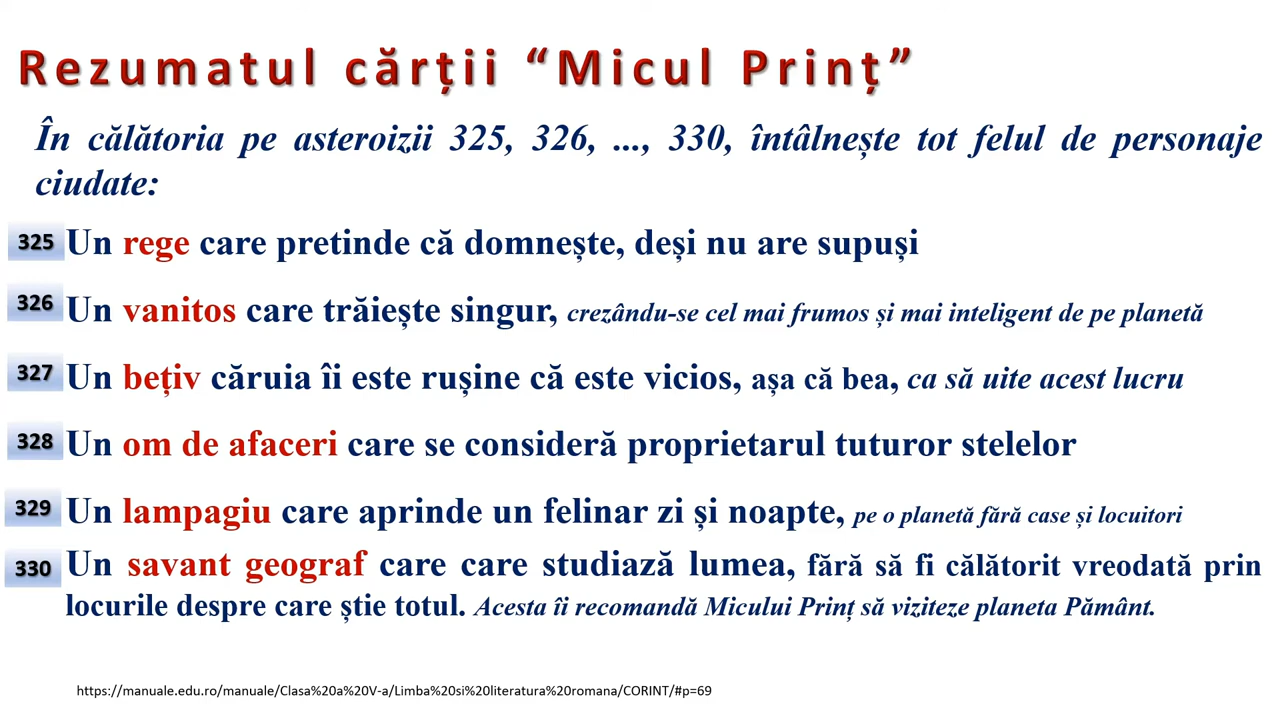 Rezumatul cărții “Micul Prinț”
În călătoria pe asteroizii 325, 326, ..., 330, întâlnește tot felul de personaje
ciudate:
325 Un rege care pretinde că domnește, deși nu are supuși
326 Un vanitos care trăiește singur, crezându-se cel mai frumos și mai inteligent de pe planetă
327 Un bețiv căruia îi este rușine că este vicios, așa că bea, ca să uite acest lucru
328 Un om de afaceri care se consideră proprietarul tuturor stelelor
329 Un lampagiu care aprinde un felinar zi și noapte, pe o planetă fără case și locuitori
330 Un savant geograf care care studiază lumea, fără să fi călătorit vreodată prin
locurile despre care știe totul. Acesta îi recomandă Micului Prinț să viziteze planeta Pământ.
https://manuale.edu.ro/manuale/Clasa%20a%20V-a/Limba%20si%20literatura%20romana/CORINT/#p=69